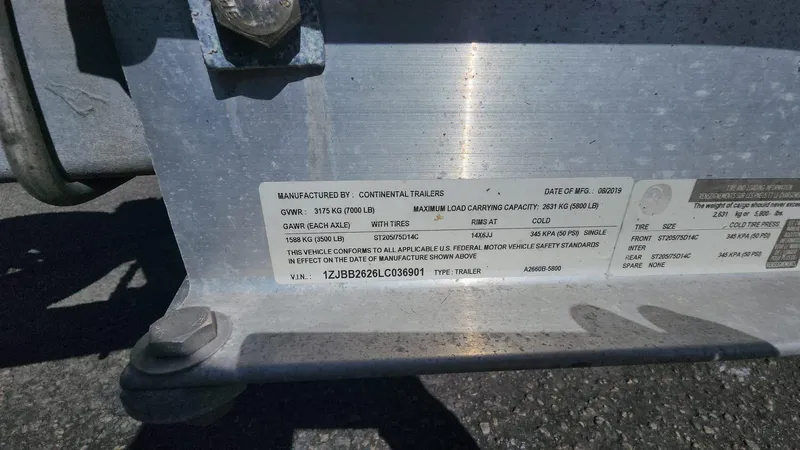 MANUFACTURED BY: CONTINENTAL TRAILERS DATE OF MFG.: 08/2019
GVWR: 3175 KG (7000 LB) MAXIMUM LOAD CARRYING CAPACITY: 2631 KG (5800 LB)
GAWR (EACH AXLE) WITH TIRES RIMS AT COLD
1588 KG (3500 LB) ST205/75D14C 14X6JJ 345 KPA (50 PSI) SINGLE
THIS VEHICLE CONFORMS TO ALL APPLICABLE U.S. FEDERAL MOTOR VEHICLE SAFETY STANDARDS
IN EFFECT ON THE DATE OF MANUFACTURE SHOWN ABOVE
V.I.N.: 1ZJBB2626LC036901 TYPE: TRAILER A2660B-5800
TIRE AND LOADING INFORMATION
The weight of cargo should never exceed
2,631 kg or 5,800- lbs
TIRE SIZE COLD TIRE PRESS
FRONT ST205/75D14C 345 KPA (50 PSI)
INTER
REAR ST205/75D14C 345 KPA (50 PSI)
SPARE NONE